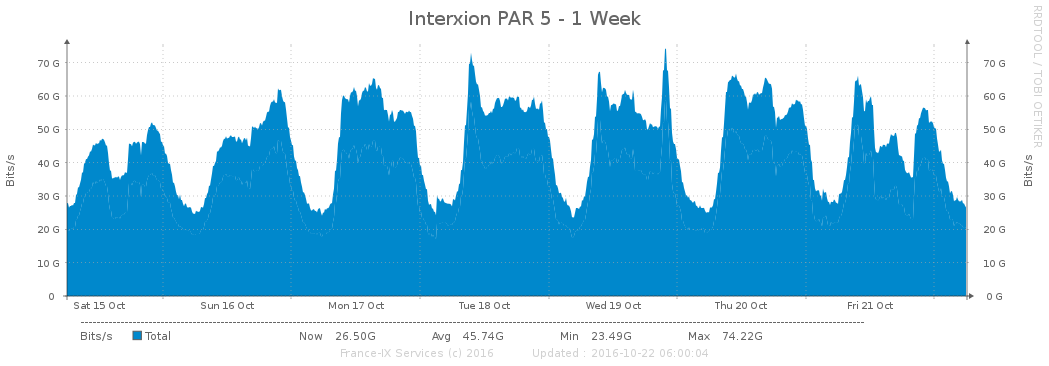 Interxion PAR 5 - 1 Week
RRDTOOL / TOBI OETIKER
Bits/s
70 G 70 G
60 G 60 G
50 G 50 G
40 G 40 G
30 G 30 G
20 G 20 G
10 G 10 G
0 0 G
Bits/s
Sat 15 Oct Sun 16 Oct Mon 17 Oct Tue 18 Oct Wed 19 Oct Thu 20 Oct Fri 21 Oct
Bits/s Total Now 26.50G Avg 45.74G Min 23.49G Max 74.22G
France-IX Services (c) 2016 Updated : 2016-10-22 06:00:04